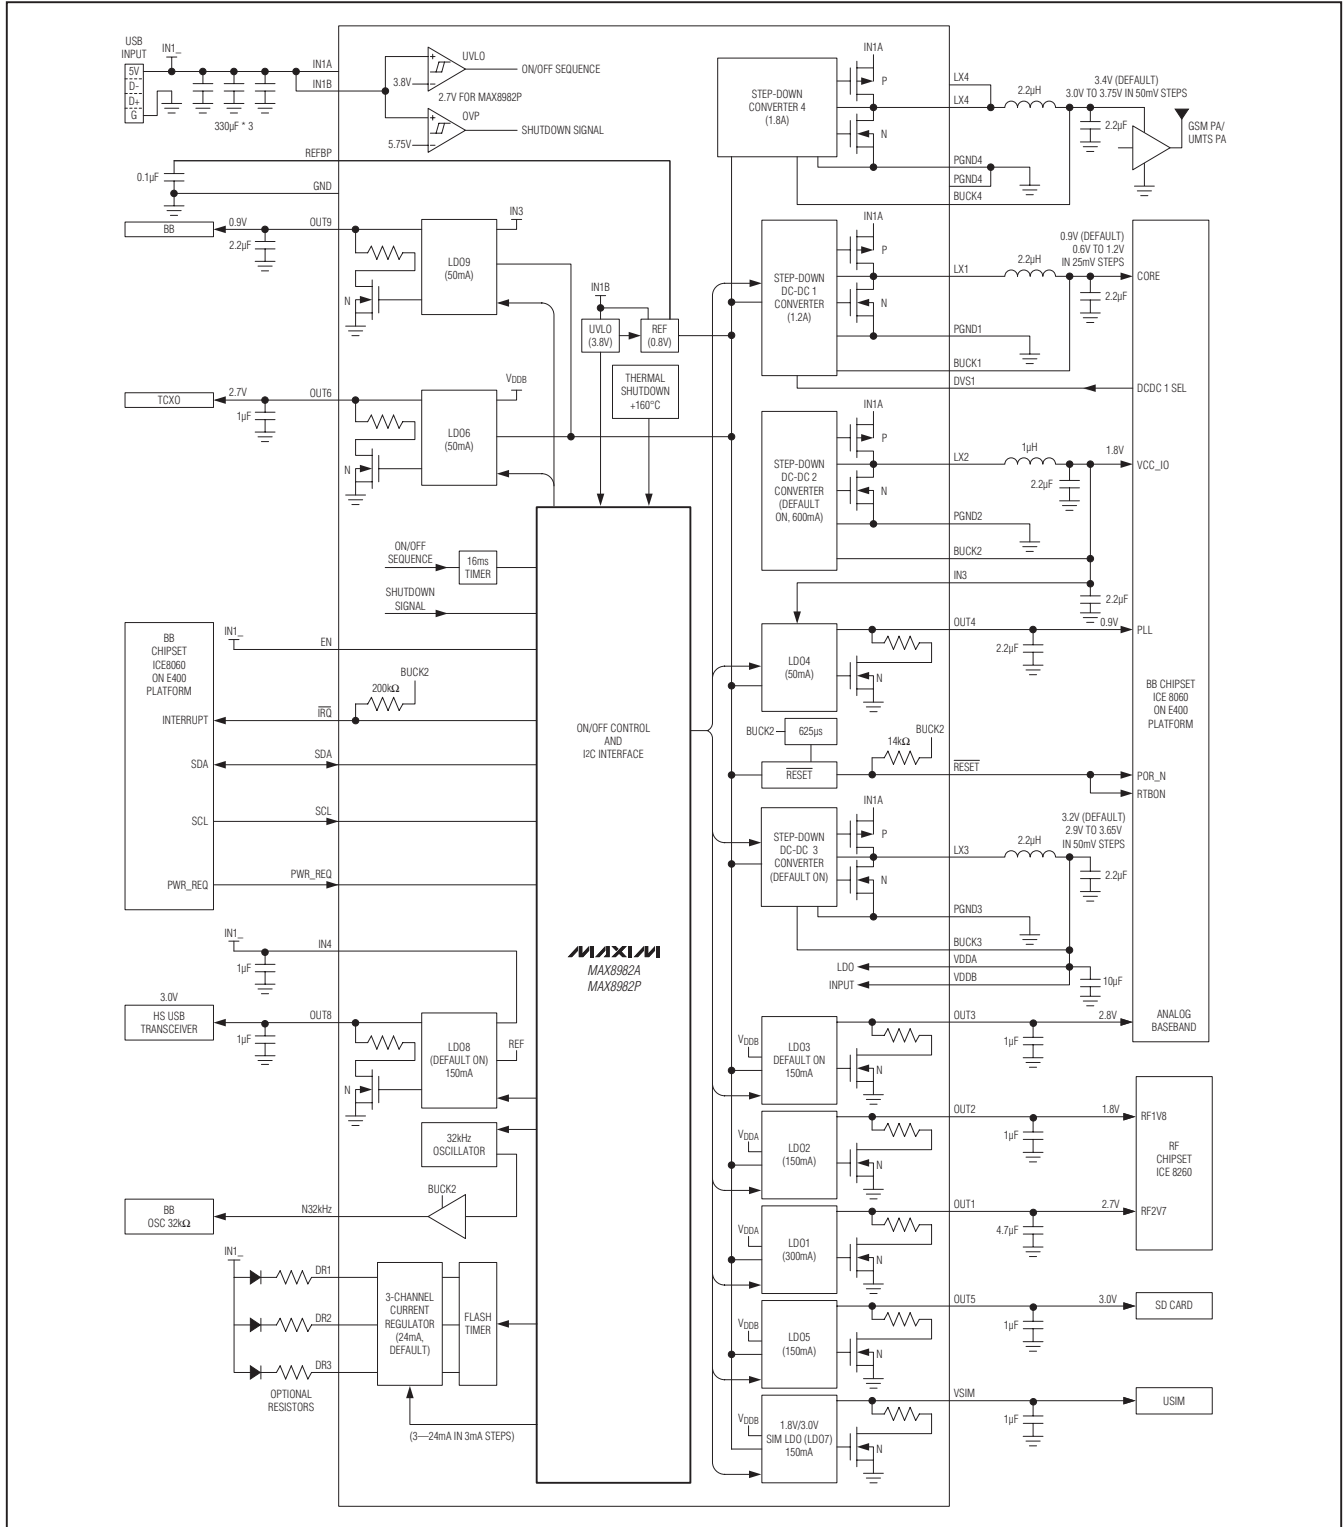 USB
INPUT
IN1_
5V
D-
D+
G
330µF * 3
IN1A
IN1B
UVLO
3.8V
ON/OFF SEQUENCE
2.7V FOR MAX8982P
OVP
5.75V
SHUTDOWN SIGNAL
REFBP
0.1µF
GND
BB
0.9V
OUT9
2.2µF
IN3
LDO9
(50mA)
N
IN1B
UVLO
(3.8V)
REF
(0.8V)
THERMAL
SHUTDOWN
+160°C
TCXO
2.7V
OUT6
1µF
VDDB
LDO6
(50mA)
N
ON/OFF
SEQUENCE
16ms
TIMER
SHUTDOWN
SIGNAL
BB
CHIPSET
ICE8060
ON E400
PLATFORM
IN1_
EN
BUCK2
200kΩ
INTERRUPT
IRQ
SDA
SDA
SCL
SCL
PWR_REQ
PWR_REQ
ON/OFF CONTROL
AND
I2C INTERFACE
MAXIM
MAX8982A
MAX8982P
IN1_
IN4
1µF
3.0V
HS USB
TRANSCEIVER
OUT8
1µF
LDO8
(DEFAULT ON)
150mA
REF
N
32kHz
OSCILLATOR
BUCK2
BB
OSC 32kΩ
N32kHz
IN1_
DR1
DR2
DR3
OPTIONAL
RESISTORS
3-CHANNEL
CURRENT
REGULATOR
(24mA,
DEFAULT)
FLASH
TIMER
(3—24mA IN 3mA STEPS)
STEP-DOWN
CONVERTER 4
(1.8A)
IN1A
P
N
LX4
LX4
2.2µH
3.4V (DEFAULT)
3.0V TO 3.75V IN 50mV STEPS
2.2µF
GSM PA/
UMTS PA
PGND4
PGND4
BUCK4
STEP-DOWN
DC-DC 1
CONVERTER
(1.2A)
IN1A
P
N
LX1
2.2µH
0.9V (DEFAULT)
0.6V TO 1.2V
IN 25mV STEPS
CORE
2.2µF
PGND1
BUCK1
DVS1
DCDC 1 SEL
STEP-DOWN
DC-DC 2
CONVERTER
(DEFAULT
ON, 600mA)
IN1A
P
N
LX2
1µH
1.8V
VCC_IO
2.2µF
PGND2
BUCK2
IN3
2.2µF
LDO4
(50mA)
N
OUT4
0.9V
PLL
2.2µF
BB CHIPSET
ICE 8060
ON E400
PLATFORM
BUCK2
625µs
RESET
BUCK2
14kΩ
RESET
POR_N
RTBON
STEP-DOWN
DC-DC 3
CONVERTER
(DEFAULT ON)
IN1A
P
N
LX3
2.2µH
3.2V (DEFAULT)
2.9V TO 3.65V
IN 50mV STEPS
2.2µF
PGND3
BUCK3
LDO
VDDA
INPUT
VDDB
10µF
ANALOG
BASEBAND
VDDB
LDO3
DEFAULT ON
150mA
N
OUT3
2.8V
1µF
VDDA
LDO2
(150mA)
N
OUT2
1.8V
1µF
RF1V8
RF
CHIPSET
ICE 8260
VDDA
LDO1
(300mA)
N
OUT1
2.7V
4.7µF
RF2V7
VDDB
LDO5
(150mA)
N
OUT5
3.0V
1µF
SD CARD
VDDB
1.8V/3.0V
SIM LDO (LDO7)
150mA
N
VSIM
1µF
USIM